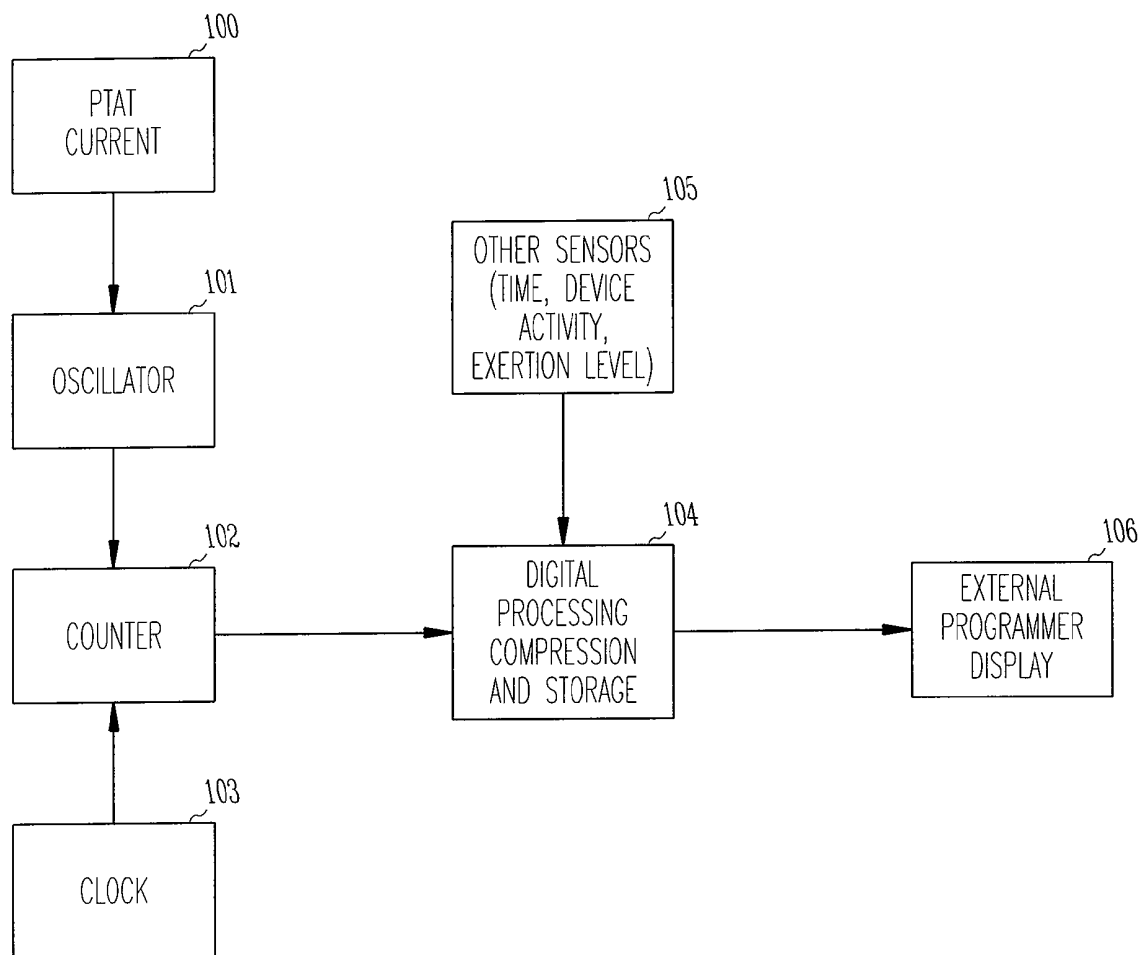 100
PTAT
CURRENT
101
OSCILLATOR
102
COUNTER
103
CLOCK
105
OTHER SENSORS
(TIME, DEVICE
ACTIVITY,
EXERTION LEVEL)
104
DIGITAL
PROCESSING
COMPRESSION
AND STORAGE
106
EXTERNAL
PROGRAMMER
DISPLAY